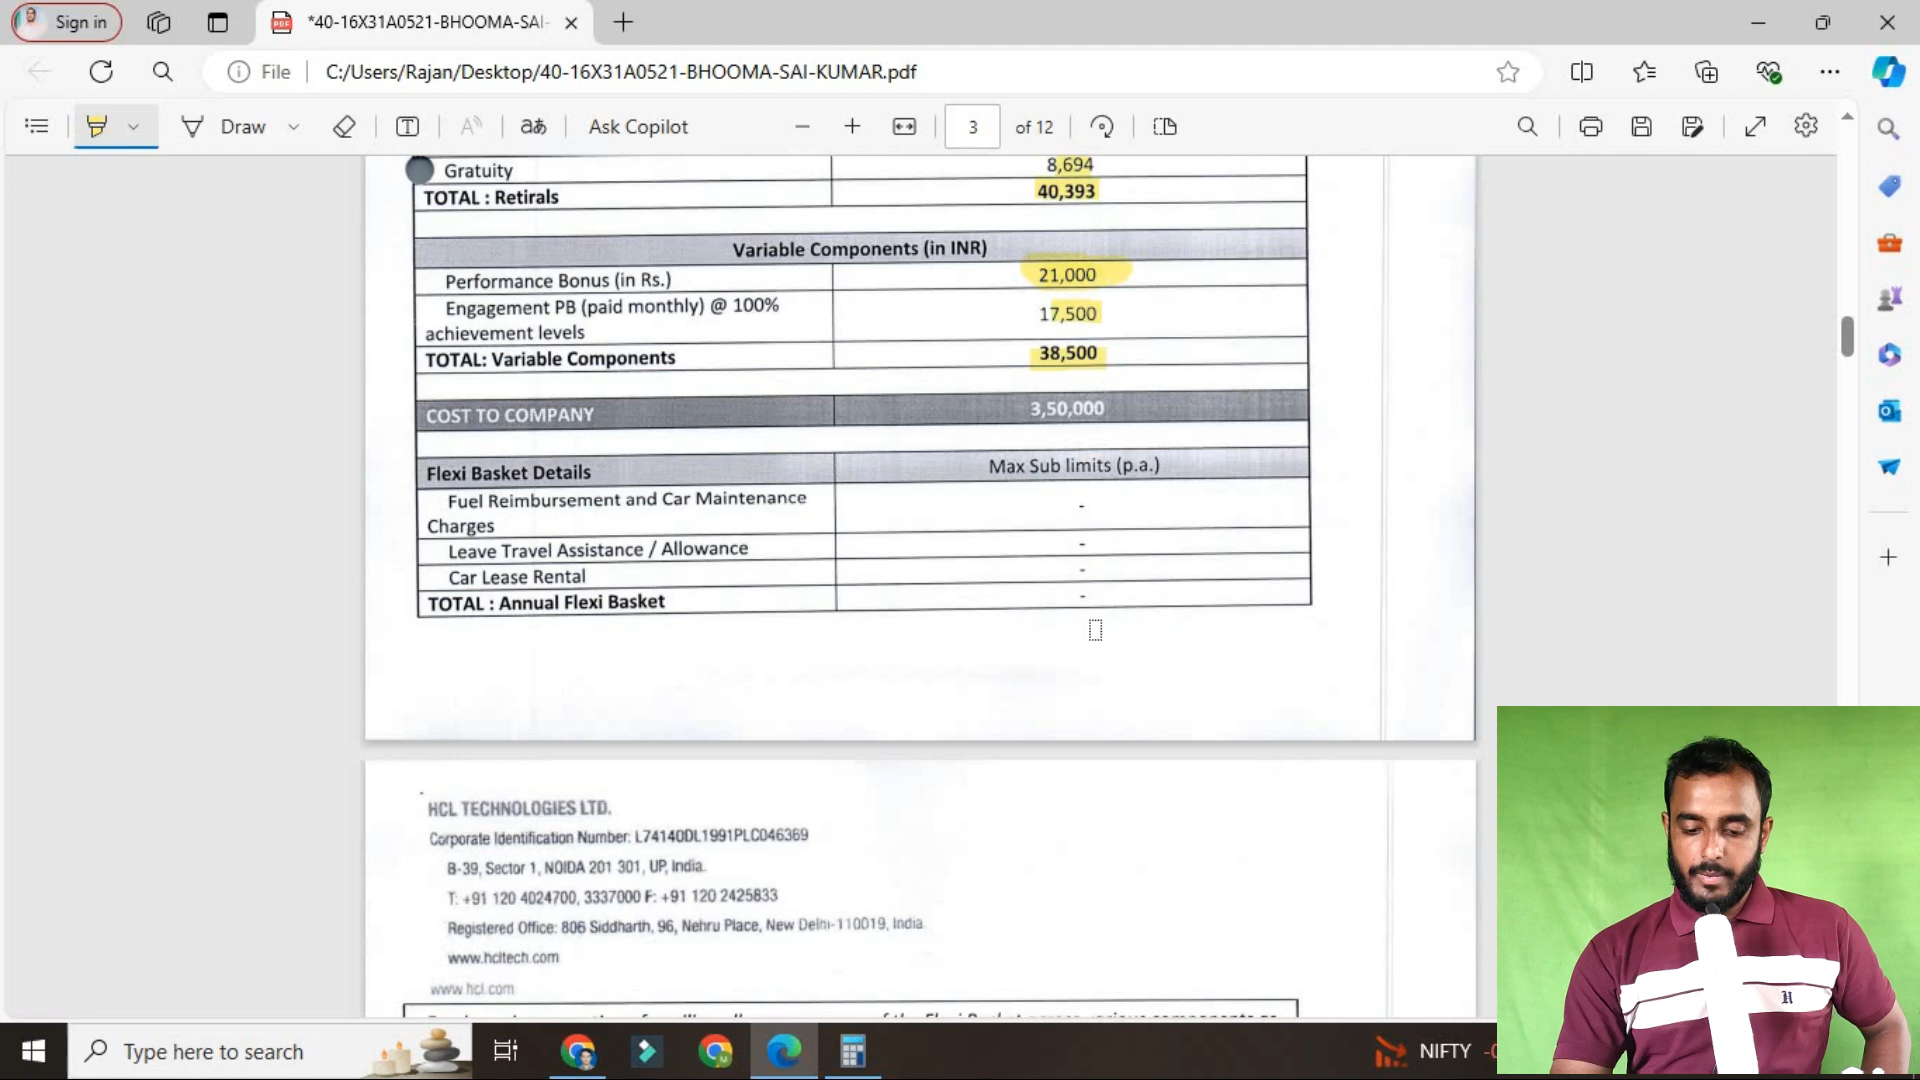 Sign in
*40-16X31A0521-BHOOMA-SAI-
File
C:/Users/Rajan/Desktop/40-16X31A0521-BHOOMA-SAI-KUMAR.pdf
Draw
aあ
Ask Copilot
3 of 12
Gratuity 8,694
TOTAL : Retirals 40,393
Variable Components (in INR)
Performance Bonus (in Rs.) 21,000
Engagement PB (paid monthly) @ 100% achievement levels 17,500
TOTAL: Variable Components 38,500
COST TO COMPANY 3,50,000
Flexi Basket Details Max Sub limits (p.a.)
Fuel Reimbursement and Car Maintenance Charges -
Leave Travel Assistance / Allowance -
Car Lease Rental -
TOTAL : Annual Flexi Basket -
HCL TECHNOLOGIES LTD.
Corporate Identification Number: L74140DL1991PLC046369
B-39, Sector 1, NOIDA 201 301, UP, India.
T: +91 120 4024700, 3337000 F: +91 120 2425833
Registered Office: 806 Siddharth, 96, Nehru Place, New Delhi-110019, India
www.hcltech.com
www.hcl.com
Type here to search
NIFTY